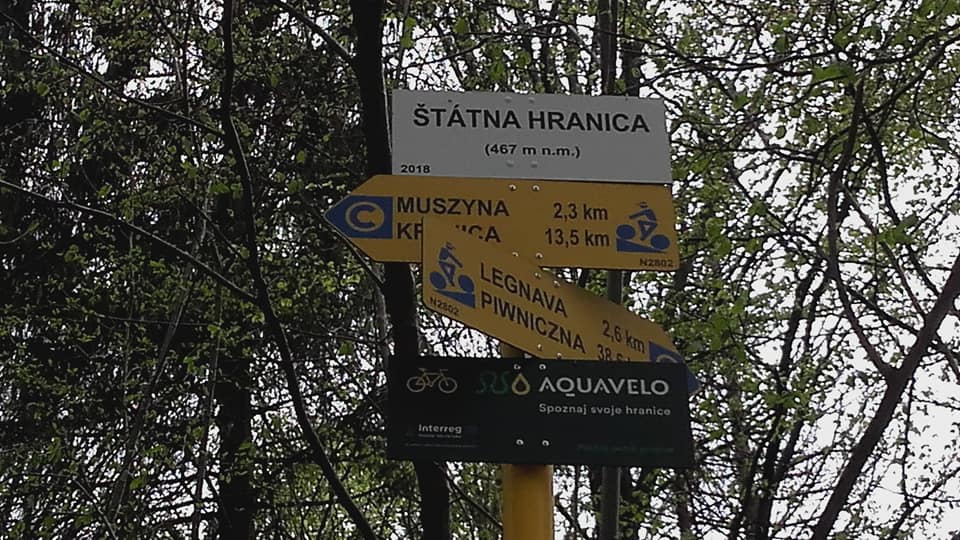 ŠTÁTNA HRANICA
(467 m n.m.)
2018
C MUSZYNA 2,3 km
13,5 km
N2802
LEGNAVA 2,6 km
PIWNICZNA
N2802
AQUAVELO
Spoznaj svoje hranice
Interreg